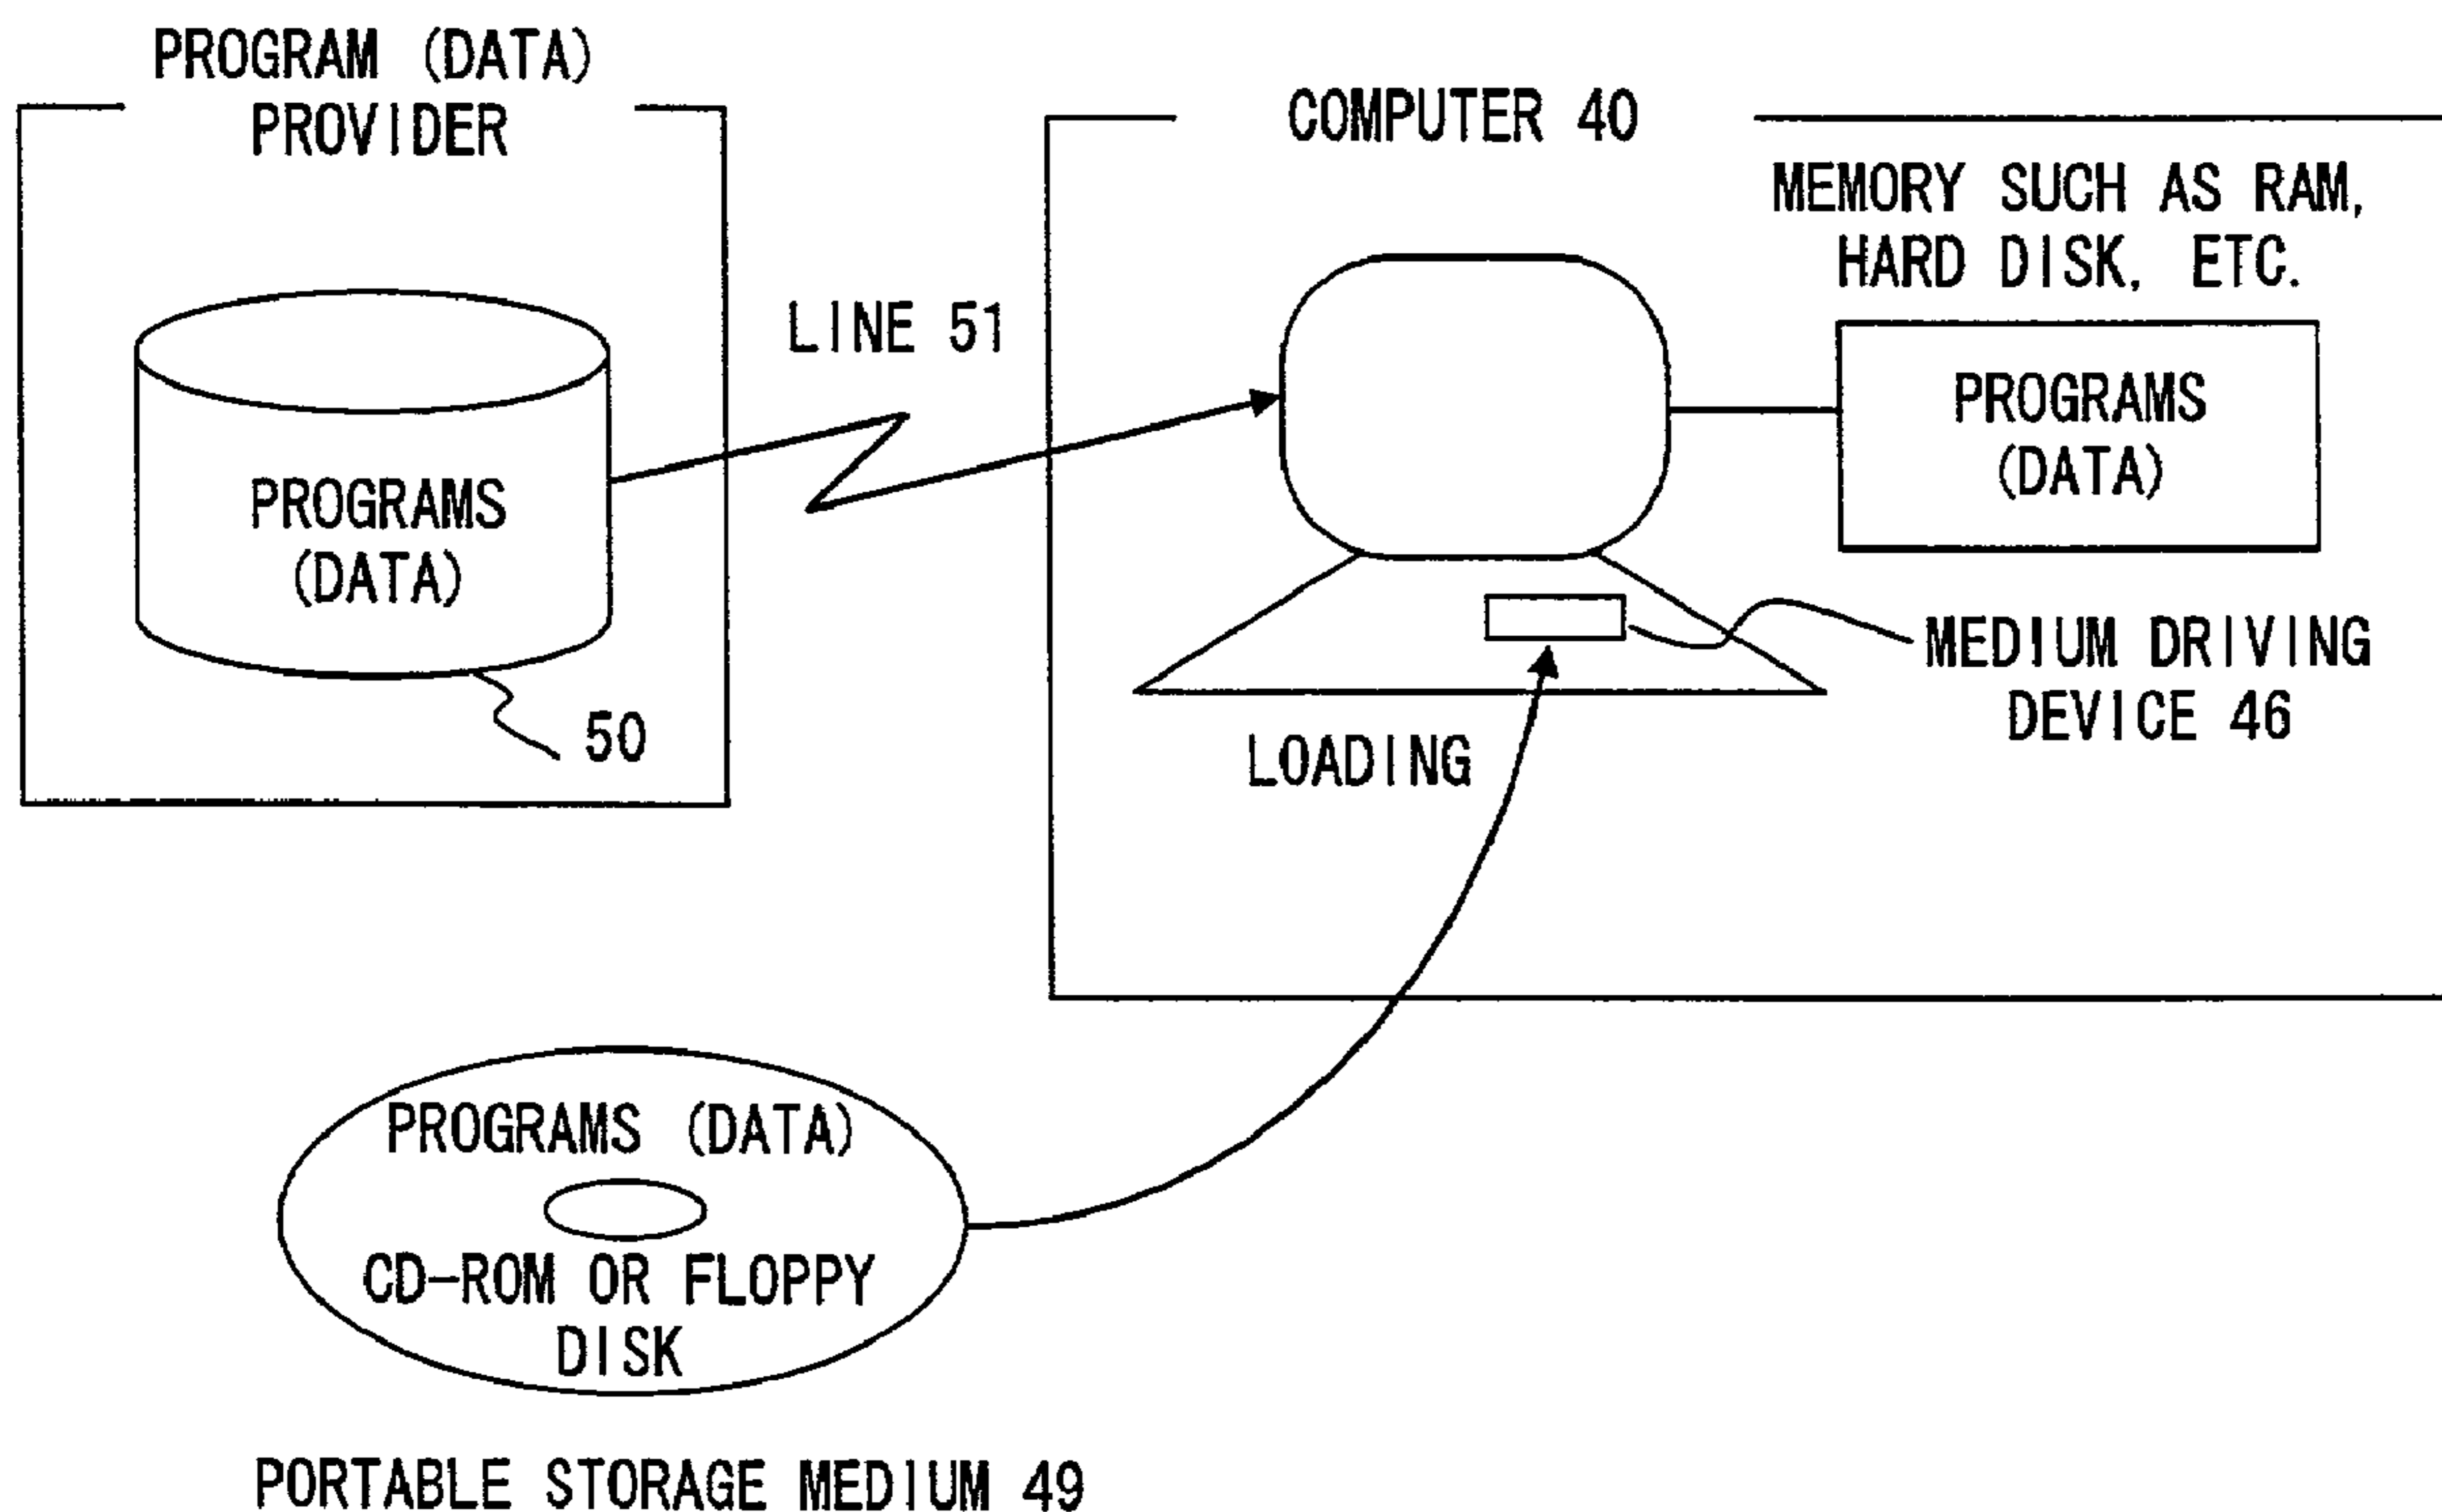 PROGRAM (DATA)
PROVIDER
PROGRAMS
(DATA)
50
LINE 51
COMPUTER 40
MEMORY SUCH AS RAM,
HARD DISK, ETC.
PROGRAMS
(DATA)
MEDIUM DRIVING
DEVICE 46
LOADING
PROGRAMS (DATA)
CD-ROM OR FLOPPY
DISK
PORTABLE STORAGE MEDIUM 49